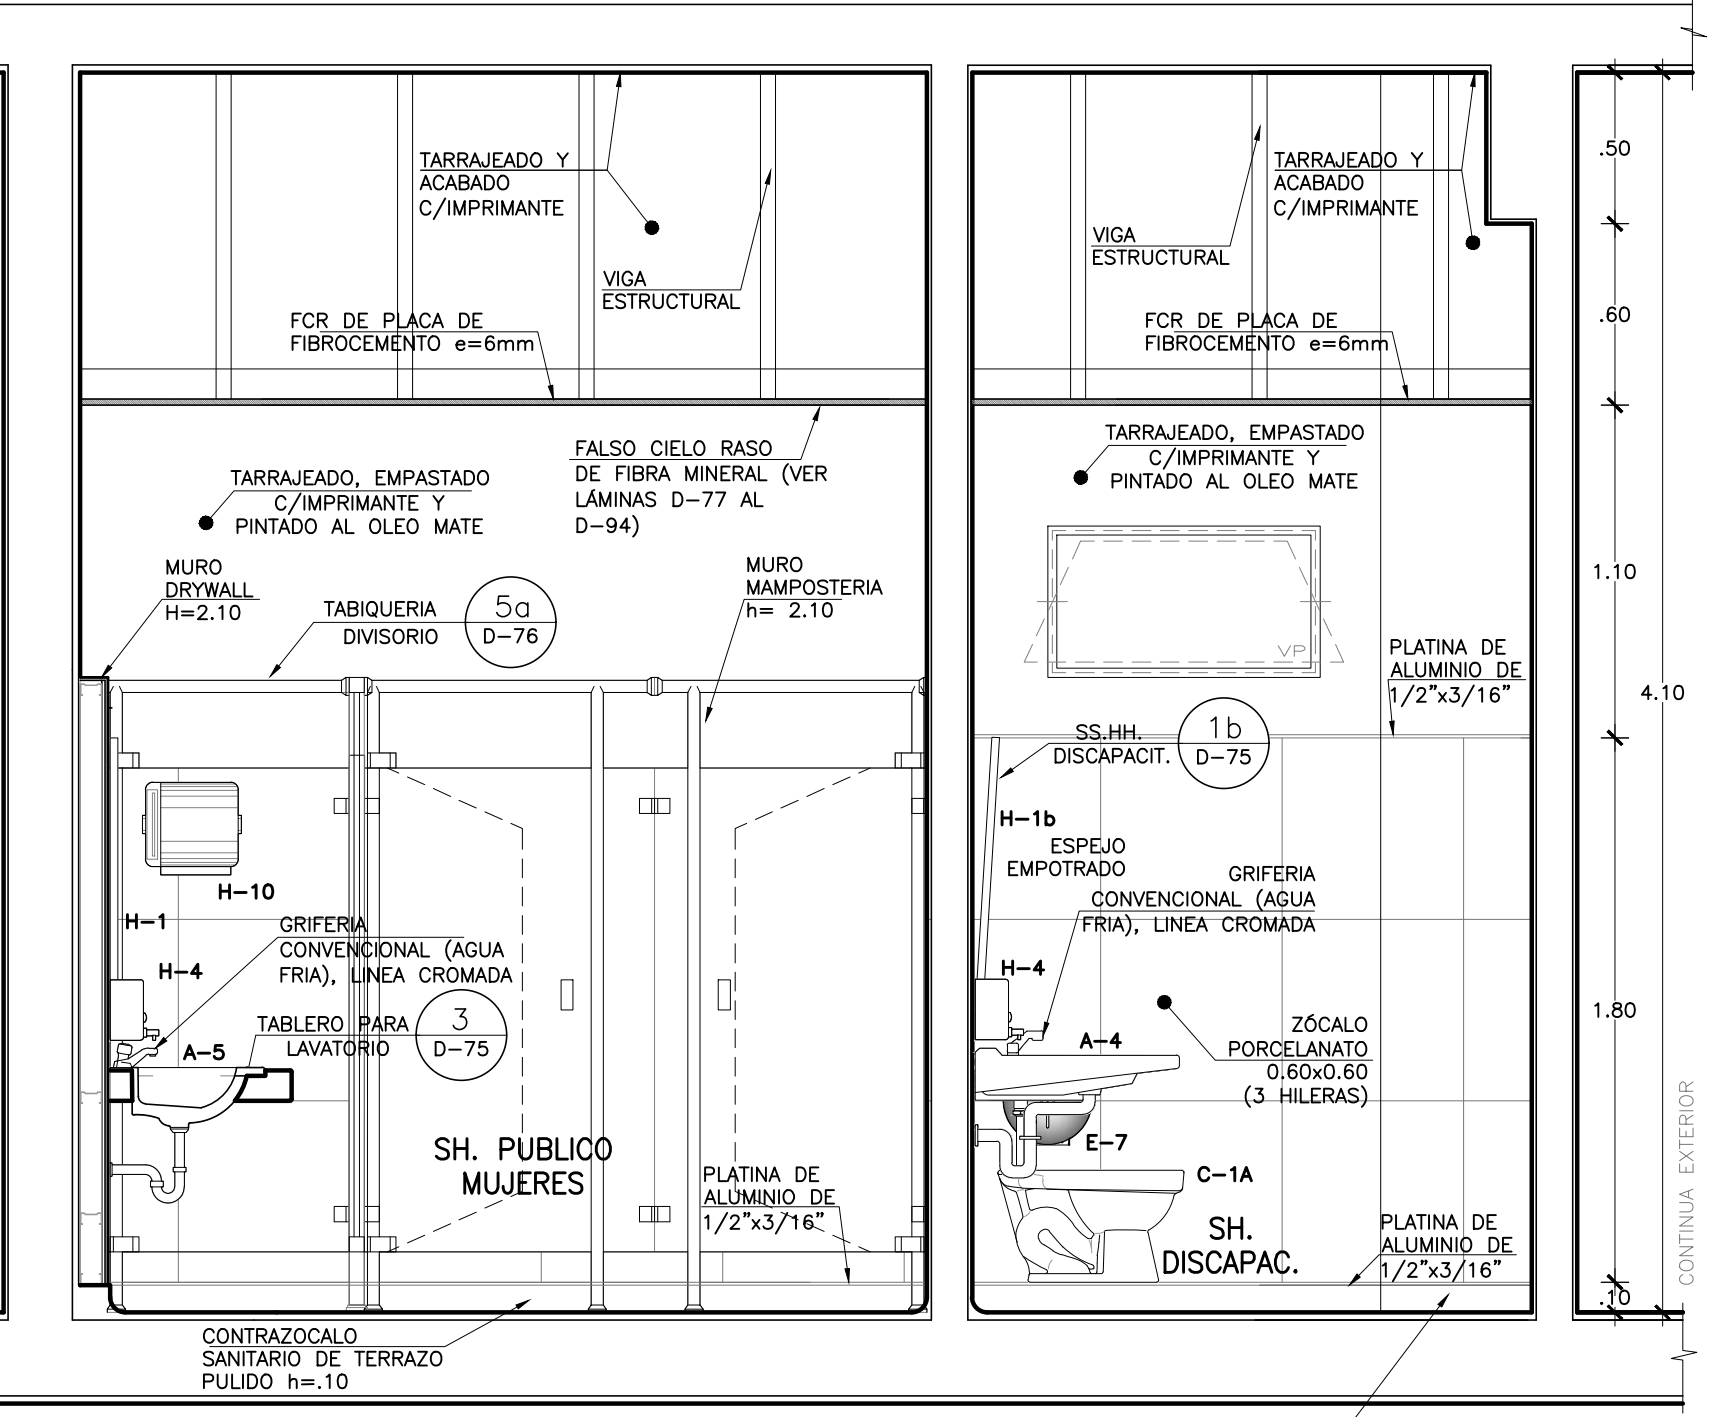 TARRAJEADO Y
ACABADO
C/IMPRIMANTE
VIGA
ESTRUCTURAL
FCR DE PLACA DE
FIBROCEMENTO e=6mm
FALSO CIELO RASO
DE FIBRA MINERAL (VER
LÁMINAS D-77 AL
D-94)
TARRAJEADO, EMPASTADO
C/IMPRIMANTE Y
PINTADO AL OLEO MATE
MURO
DRYWALL
H=2.10
TABIQUERIA
DIVISORIO
5a
D-76
MURO
MAMPOSTERIA
h= 2.10
H-10
H-1
GRIFERIA
CONVENCIONAL (AGUA
FRIA), LINEA CROMADA
H-4
TABLERO PARA
LAVATORIO
3
D-75
A-5
SH. PUBLICO
MUJERES
PLATINA DE
ALUMINIO DE
1/2"x3/16"
CONTRAZOCALO
SANITARIO DE TERRAZO
PULIDO h=.10
TARRAJEADO Y
ACABADO
C/IMPRIMANTE
VIGA
ESTRUCTURAL
FCR DE PLACA DE
FIBROCEMENTO e=6mm
TARRAJEADO, EMPASTADO
C/IMPRIMANTE Y
PINTADO AL OLEO MATE
VP
PLATINA DE
ALUMINIO DE
1/2"x3/16"
SS.HH.
DISCAPACIT.
1b
D-75
H-1b
ESPEJO
EMPOTRADO
GRIFERIA
CONVENCIONAL (AGUA
FRIA), LINEA CROMADA
H-4
A-4
ZÓCALO
PORCELANATO
0.60x0.60
(3 HILERAS)
E-7
C-1A
SH.
DISCAPAC.
PLATINA DE
ALUMINIO DE
1/2"x3/16"
.50
.60
1.10
4.10
1.80
.10
CONTINUA EXTERIOR